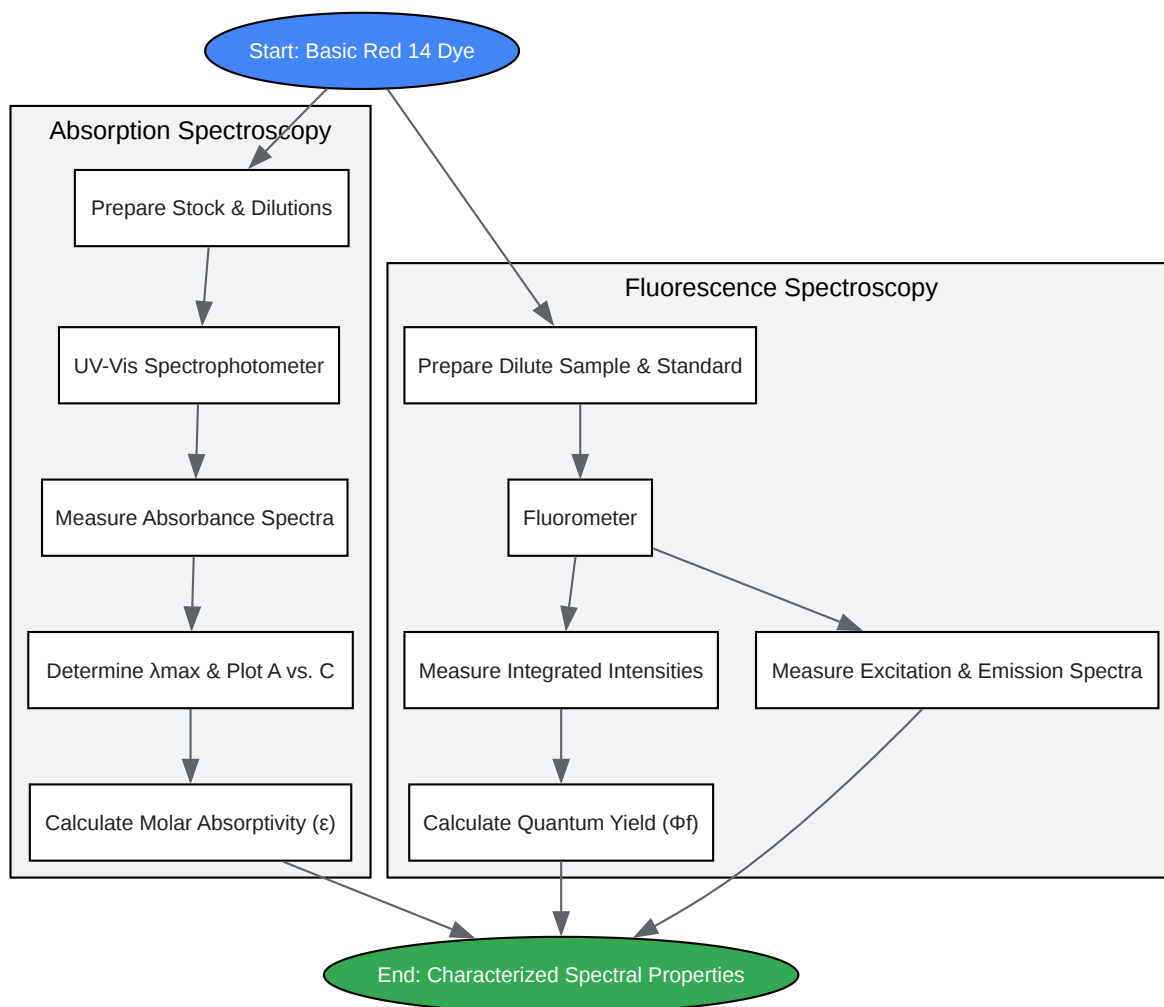 Start: Basic Red 14 Dye
Absorption Spectroscopy
Prepare Stock & Dilutions
UV-Vis Spectrophotometer
Measure Absorbance Spectra
Determine λmax & Plot A vs. C
Calculate Molar Absorptivity (ε)
Fluorescence Spectroscopy
Prepare Dilute Sample & Standard
Fluorometer
Measure Integrated Intensities
Measure Excitation & Emission Spectra
Calculate Quantum Yield (Φf)
End: Characterized Spectral Properties